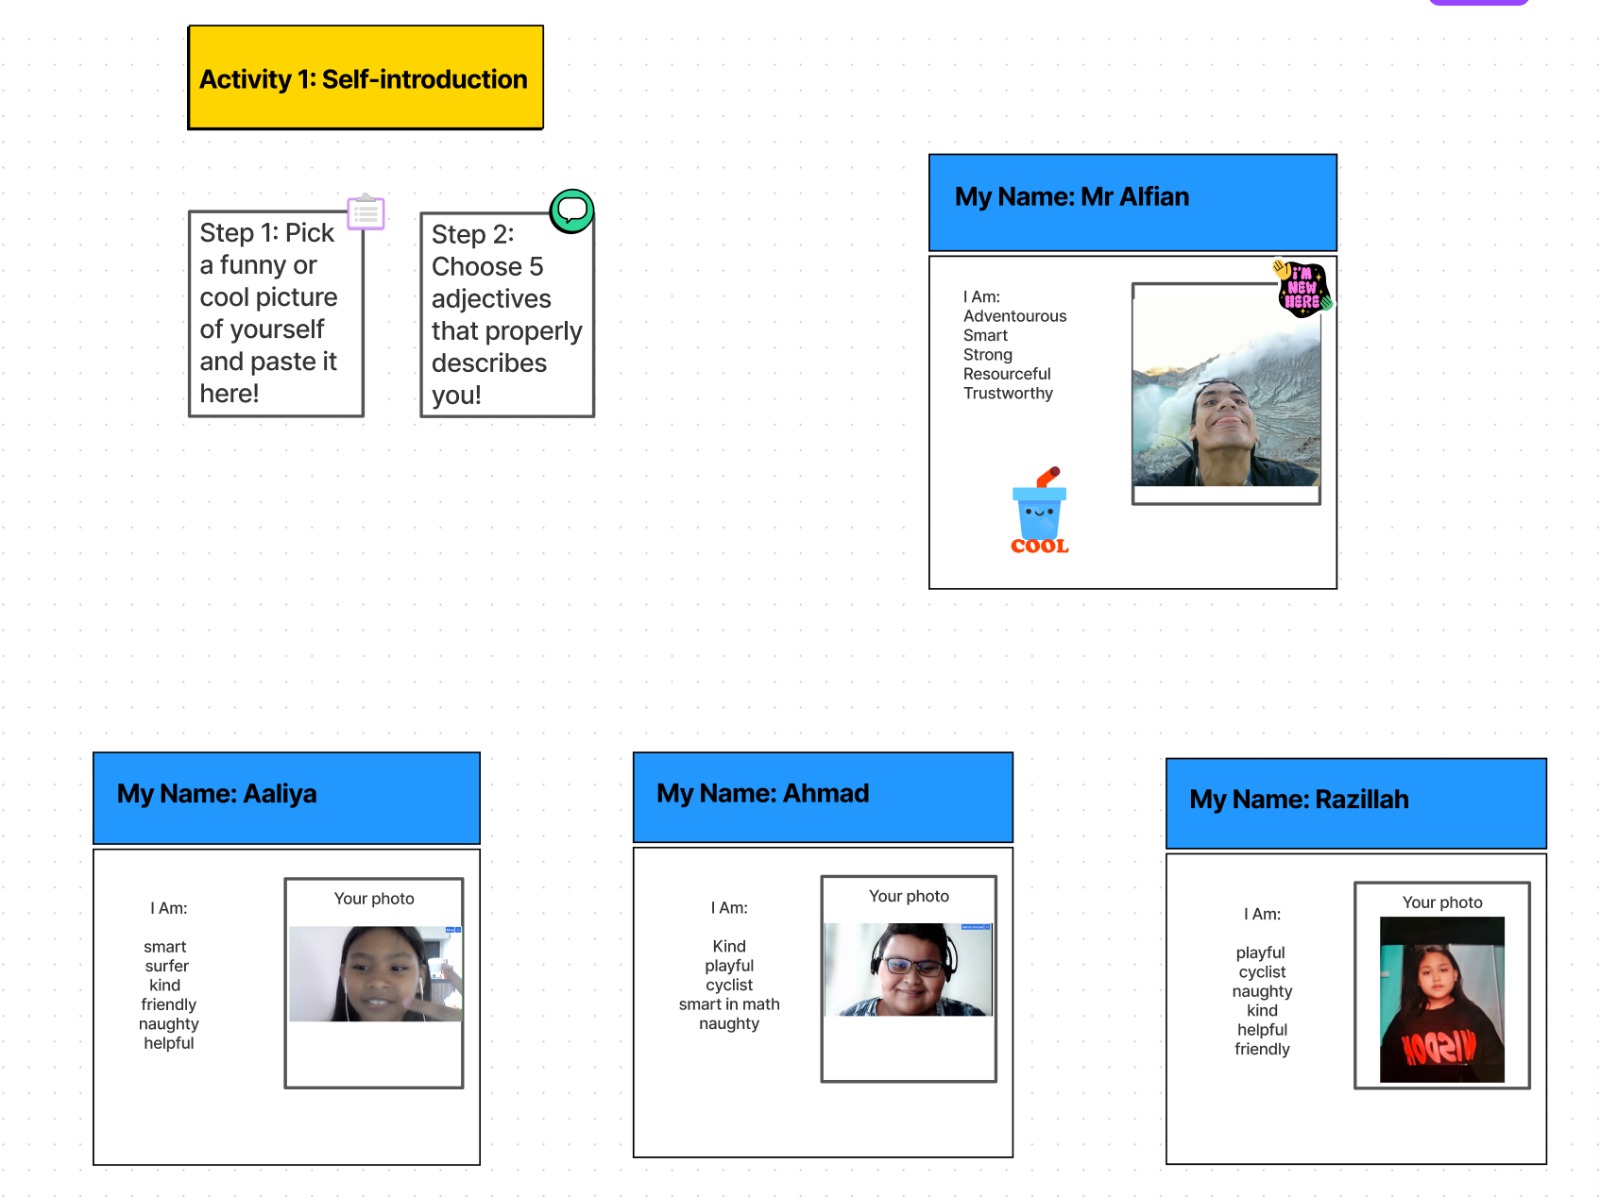 Activity 1: Self-introduction
Step 1: Pick
a funny or
cool picture
of yourself
and paste it
here!
Step 2:
Choose 5
adjectives
that properly
describes
you!
My Name: Mr Alfian
I Am:
Adventourous
Smart
Strong
Resourceful
Trustworthy
I'M
NEW
HERE
COOL
My Name: Aaliya
I Am:
smart
surfer
kind
friendly
naughty
helpful
Your photo
My Name: Ahmad
I Am:
Kind
playful
cyclist
smart in math
naughty
Your photo
My Name: Razillah
I Am:
playful
cyclist
naughty
kind
helpful
friendly
Your photo
WISDOM